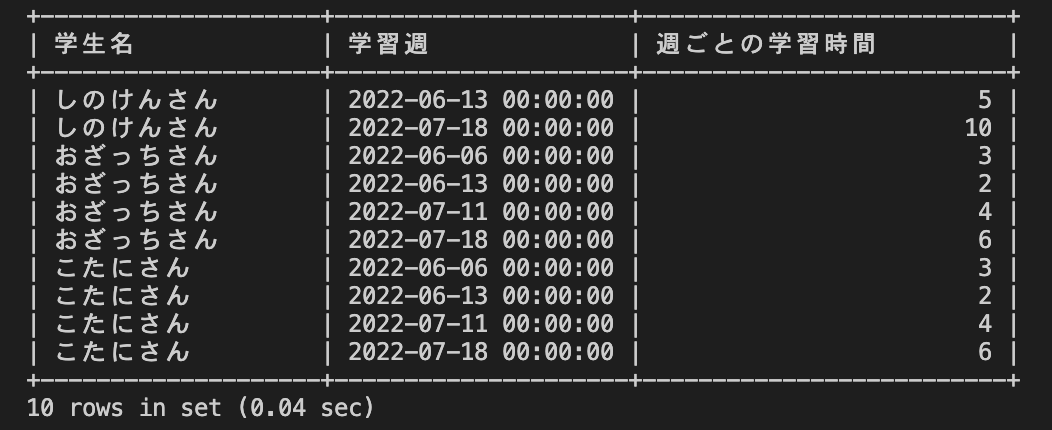 | 学生名 | 学習週 | 週ごとの学習時間 |
| しのけんさん | 2022-06-13 00:00:00 | 5 |
| しのけんさん | 2022-07-18 00:00:00 | 10 |
| おざっちさん | 2022-06-06 00:00:00 | 3 |
| おざっちさん | 2022-06-13 00:00:00 | 2 |
| おざっちさん | 2022-07-11 00:00:00 | 4 |
| おざっちさん | 2022-07-18 00:00:00 | 6 |
| こたにさん | 2022-06-06 00:00:00 | 3 |
| こたにさん | 2022-06-13 00:00:00 | 2 |
| こたにさん | 2022-07-11 00:00:00 | 4 |
| こたにさん | 2022-07-18 00:00:00 | 6 |
10 rows in set (0.04 sec)